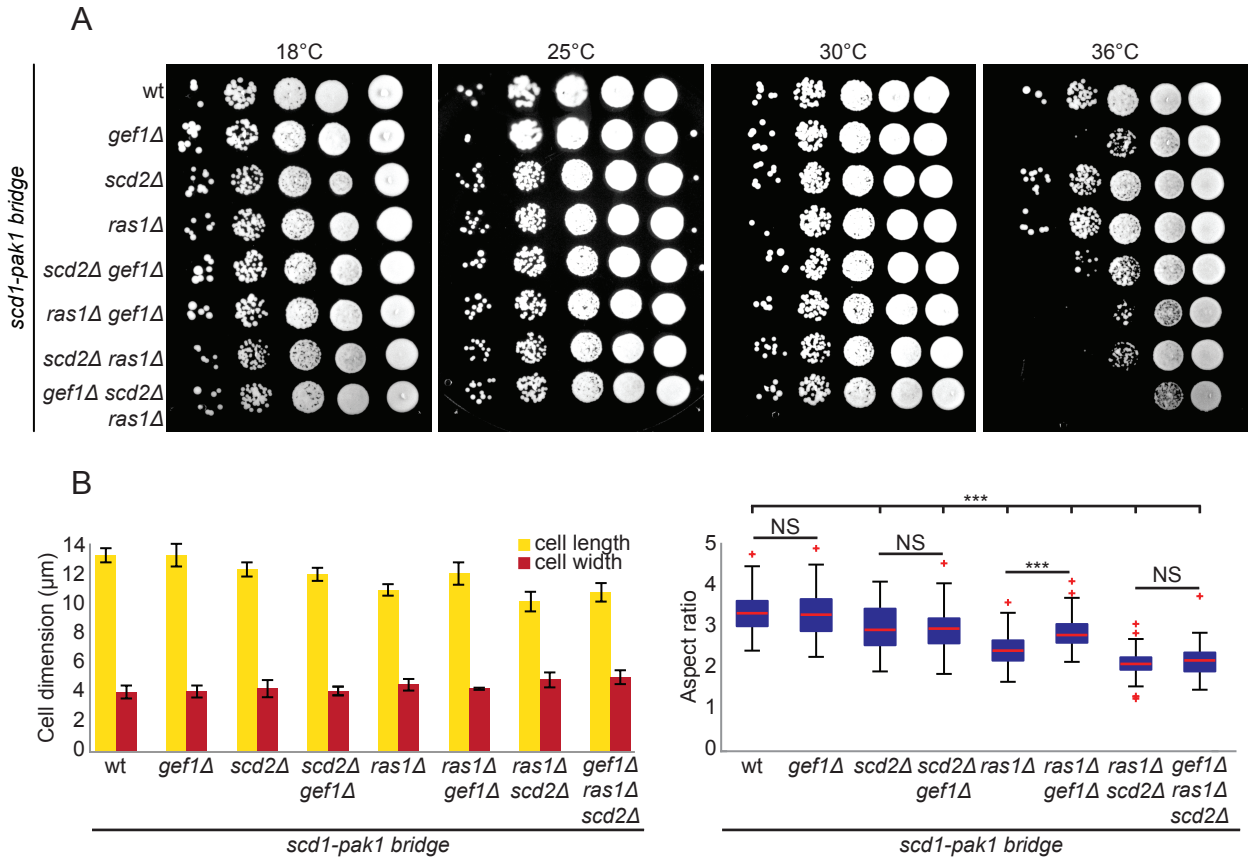 A
18°C 25°C 30°C 36°C
scd1-pak1 bridge
wt
gef1Δ
scd2Δ
ras1Δ
scd2Δ gef1Δ
ras1Δ gef1Δ
scd2Δ ras1Δ
gef1Δ scd2Δ
ras1Δ
B
Cell dimension (μm)
14
12
10
8
6
4
2
0
cell length
cell width
wt gef1Δ scd2Δ scd2Δ ras1Δ ras1Δ ras1Δ gef1Δ
gef1Δ gef1Δ scd2Δ ras1Δ
scd2Δ
scd1-pak1 bridge
Aspect ratio
5
4
3
2
1
0
***
NS NS *** NS
wt gef1Δ scd2Δ scd2Δ ras1Δ ras1Δ ras1Δ gef1Δ
gef1Δ gef1Δ scd2Δ ras1Δ
scd2Δ
scd1-pak1 bridge